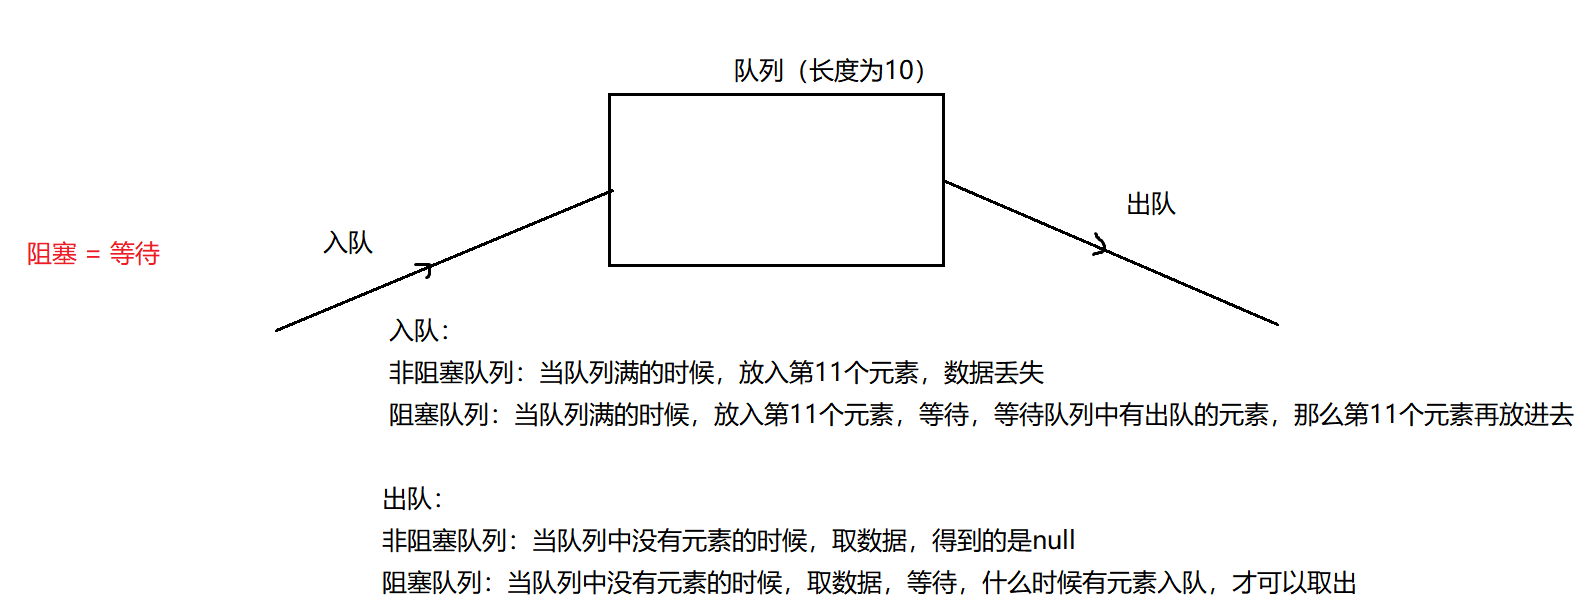 队列（长度为10）
出队
入队
阻塞 = 等待
入队：
非阻塞队列：当队列满的时候，放入第11个元素，数据丢失
阻塞队列：当队列满的时候，放入第11个元素，等待，等待队列中有出队的元素，那么第11个元素再放进去
出队：
非阻塞队列：当队列中没有元素的时候，取数据，得到的是null
阻塞队列：当队列中没有元素的时候，取数据，等待，什么时候有元素入队，才可以取出